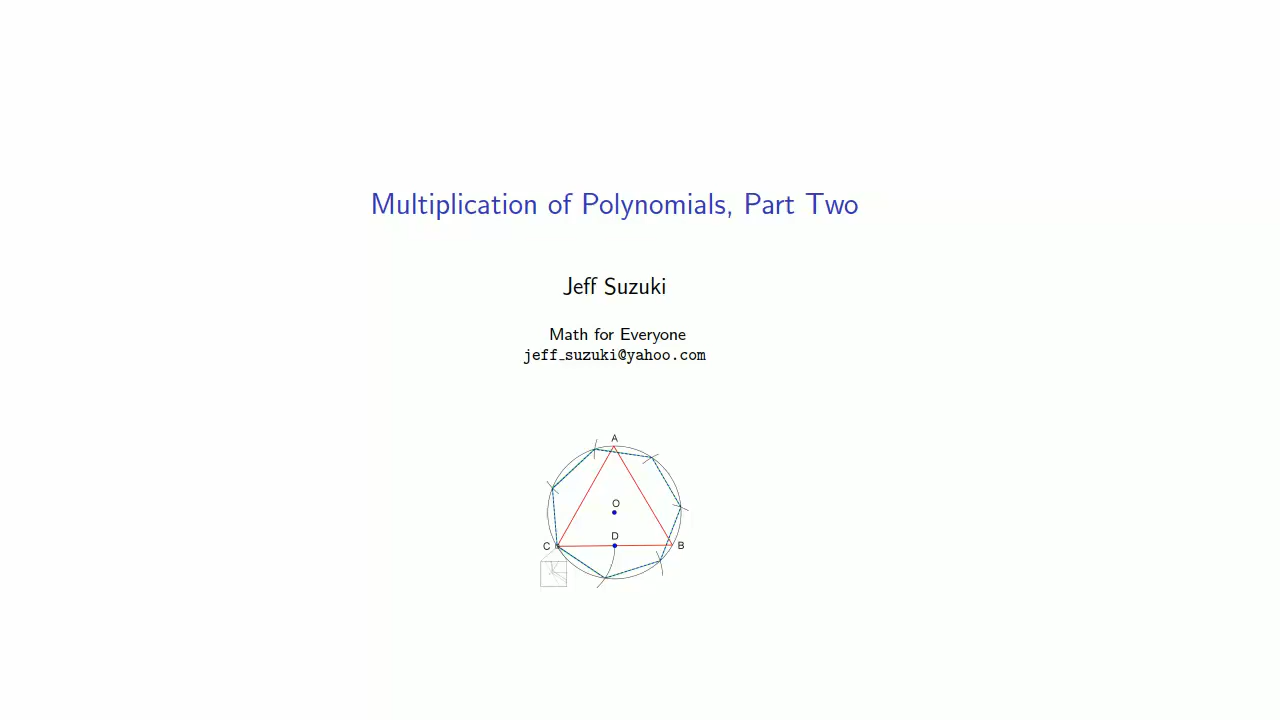 Multiplication of Polynomials, Part Two
Jeff Suzuki
Math for Everyone
jeff_suzuki@yahoo.com
A
O
D
C
B